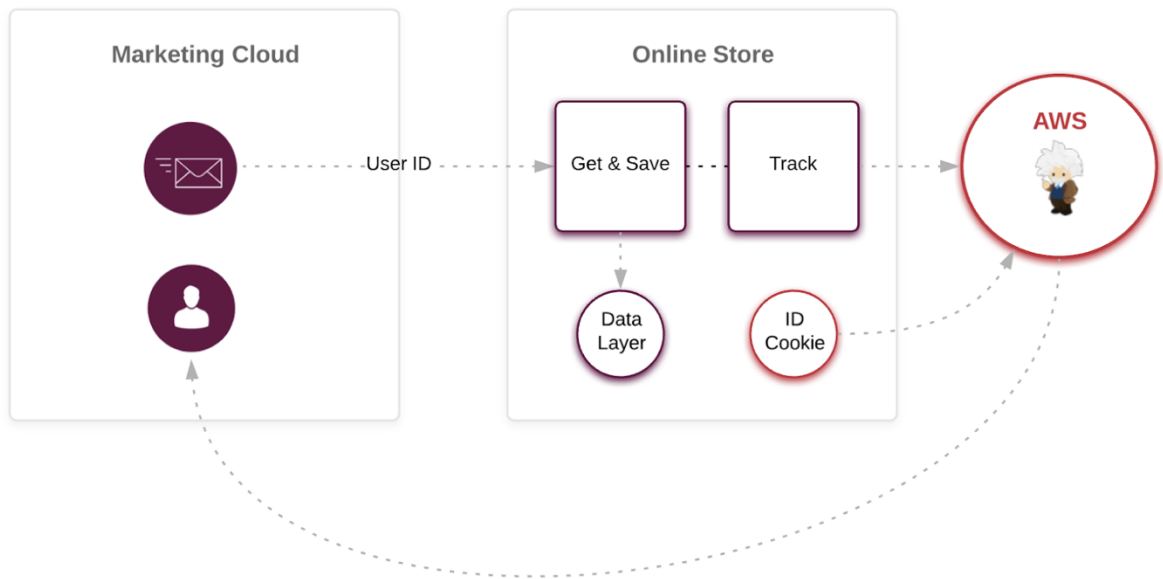 Marketing Cloud
Online Store
AWS
User ID
Get & Save
Track
Data
Layer
ID
Cookie